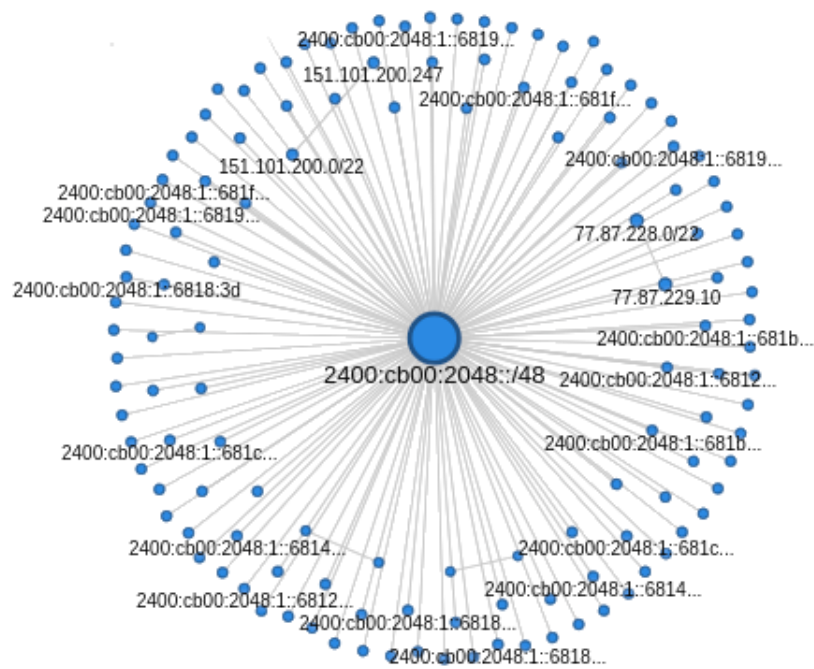 2400:cb00:2048:1::6819...
151.101.200.247
2400:cb00:2048:1::681f...
2400:cb00:2048:1::6819...
151.101.200.0/22
2400:cb00:2048:1::681f...
2400:cb00:2048:1::6819...
77.87.228.0/22
2400:cb00:2048:1::6818:3d
77.87.229.10
2400:cb00:2048:1::681b...
2400:cb00:2048::/48
2400:cb00:2048:1::6812...
2400:cb00:2048:1::681b...
2400:cb00:2048:1::681c...
2400:cb00:2048:1::6814...
2400:cb00:2048:1::681c...
2400:cb00:2048:1::6814...
2400:cb00:2048:1::6812...
2400:cb00:2048:1::6818...
2400:cb00:2048:1::6818...